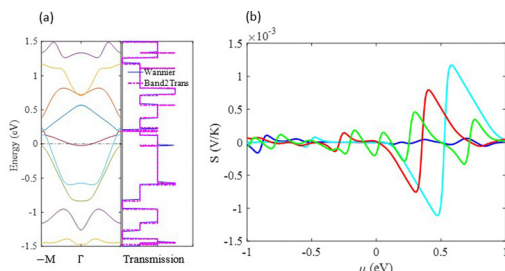 (a)
(b)
1.5
1
0.5
0
-0.5
-1
-1.5
Energy (eV)
−M
Γ
Transmission
Wannier
Band2Trans
×10⁻³
1.5
1
0.5
0
-0.5
-1
-1.5
S (V/K)
-1
-0.5
0
0.5
1
μ (eV)